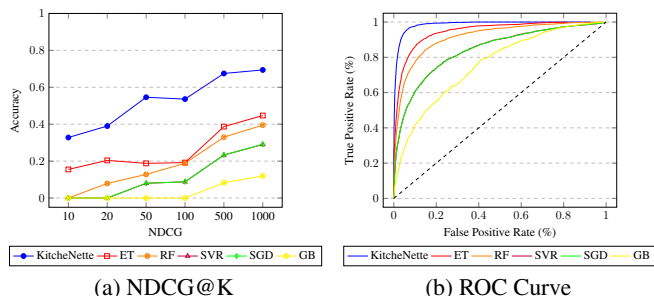 1
0.8
0.6
0.4
0.2
0
Accuracy
10 20 50 100 500 1000
NDCG
KitcheNette ET RF SVR SGD GB
(a) NDCG@K
1
0.8
0.6
0.4
0.2
0
True Positive Rate (%)
0 0.2 0.4 0.6 0.8 1
False Positive Rate (%)
KitcheNette ET RF SVR SGD GB
(b) ROC Curve